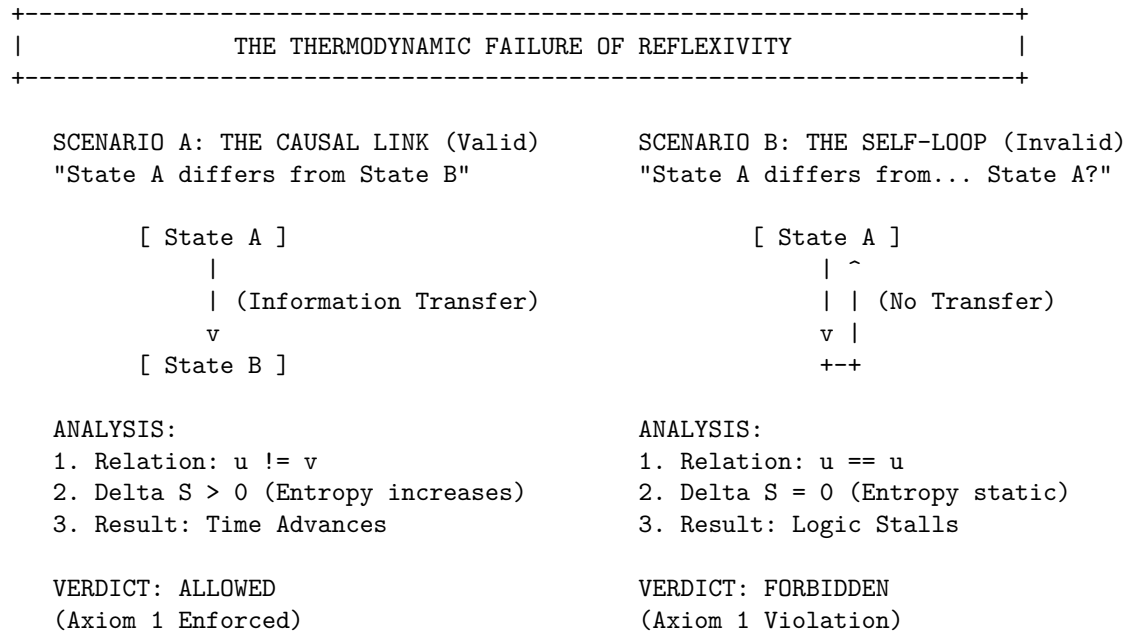 THE THERMODYNAMIC FAILURE OF REFLEXIVITY
SCENARIO A: THE CAUSAL LINK (Valid)
"State A differs from State B"
[ State A ]
(Information Transfer)
v
[ State B ]
ANALYSIS:
1. Relation: u != v
2. Delta S > 0 (Entropy increases)
3. Result: Time Advances
VERDICT: ALLOWED
(Axiom 1 Enforced)
SCENARIO B: THE SELF-LOOP (Invalid)
"State A differs from... State A?"
[ State A ]
(No Transfer)
v
ANALYSIS:
1. Relation: u == u
2. Delta S = 0 (Entropy static)
3. Result: Logic Stalls
VERDICT: FORBIDDEN
(Axiom 1 Violation)